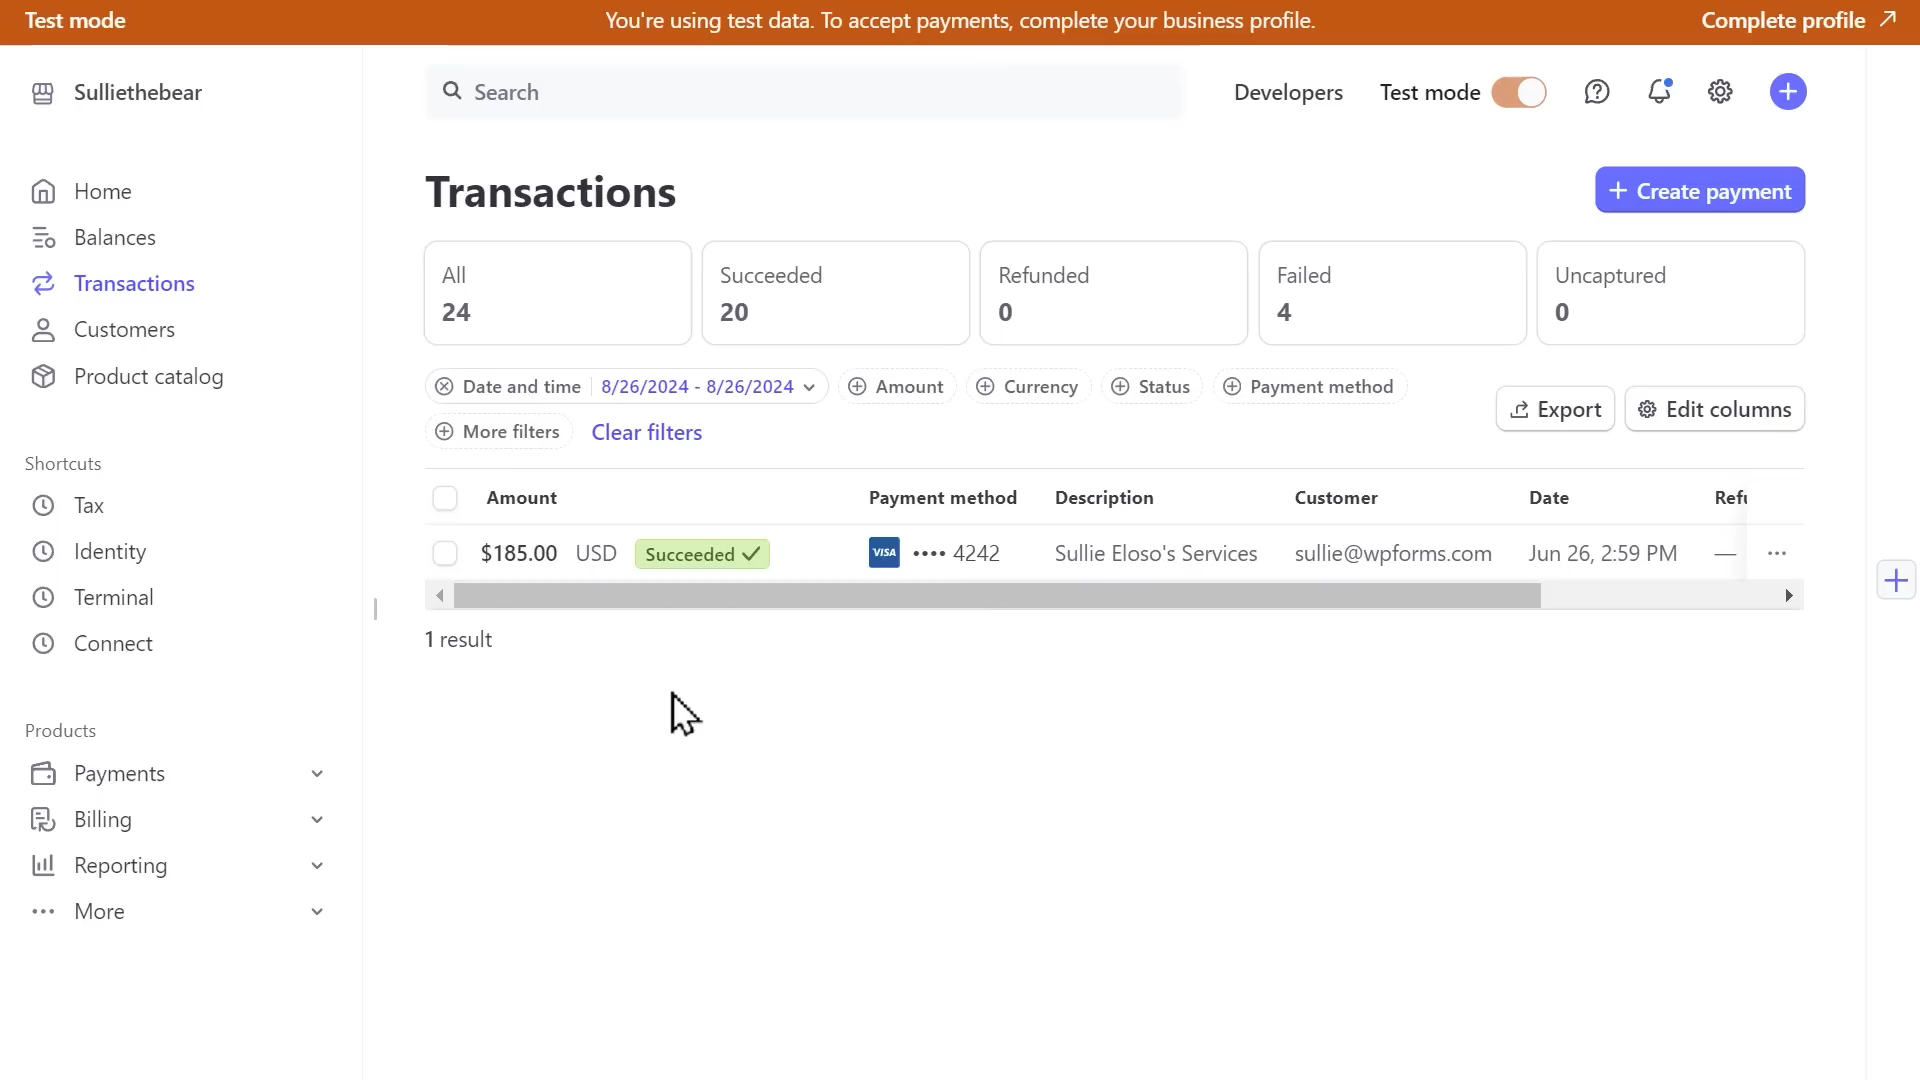 Test mode
You're using test data. To accept payments, complete your business profile.
Complete profile
Sulliethebear
Search
Developers
Test mode
Home
Balances
Transactions
Customers
Product catalog
Shortcuts
Tax
Identity
Terminal
Connect
Products
Payments
Billing
Reporting
More
Transactions
Create payment
All
24
Succeeded
20
Refunded
0
Failed
4
Uncaptured
0
Date and time 8/26/2024 - 8/26/2024
Amount
Currency
Status
Payment method
More filters
Clear filters
Export
Edit columns
Amount Payment method Description Customer Date Refu
$185.00 USD Succeeded VISA •••• 4242 Sullie Eloso's Services sullie@wpforms.com Jun 26, 2:59 PM —
1 result